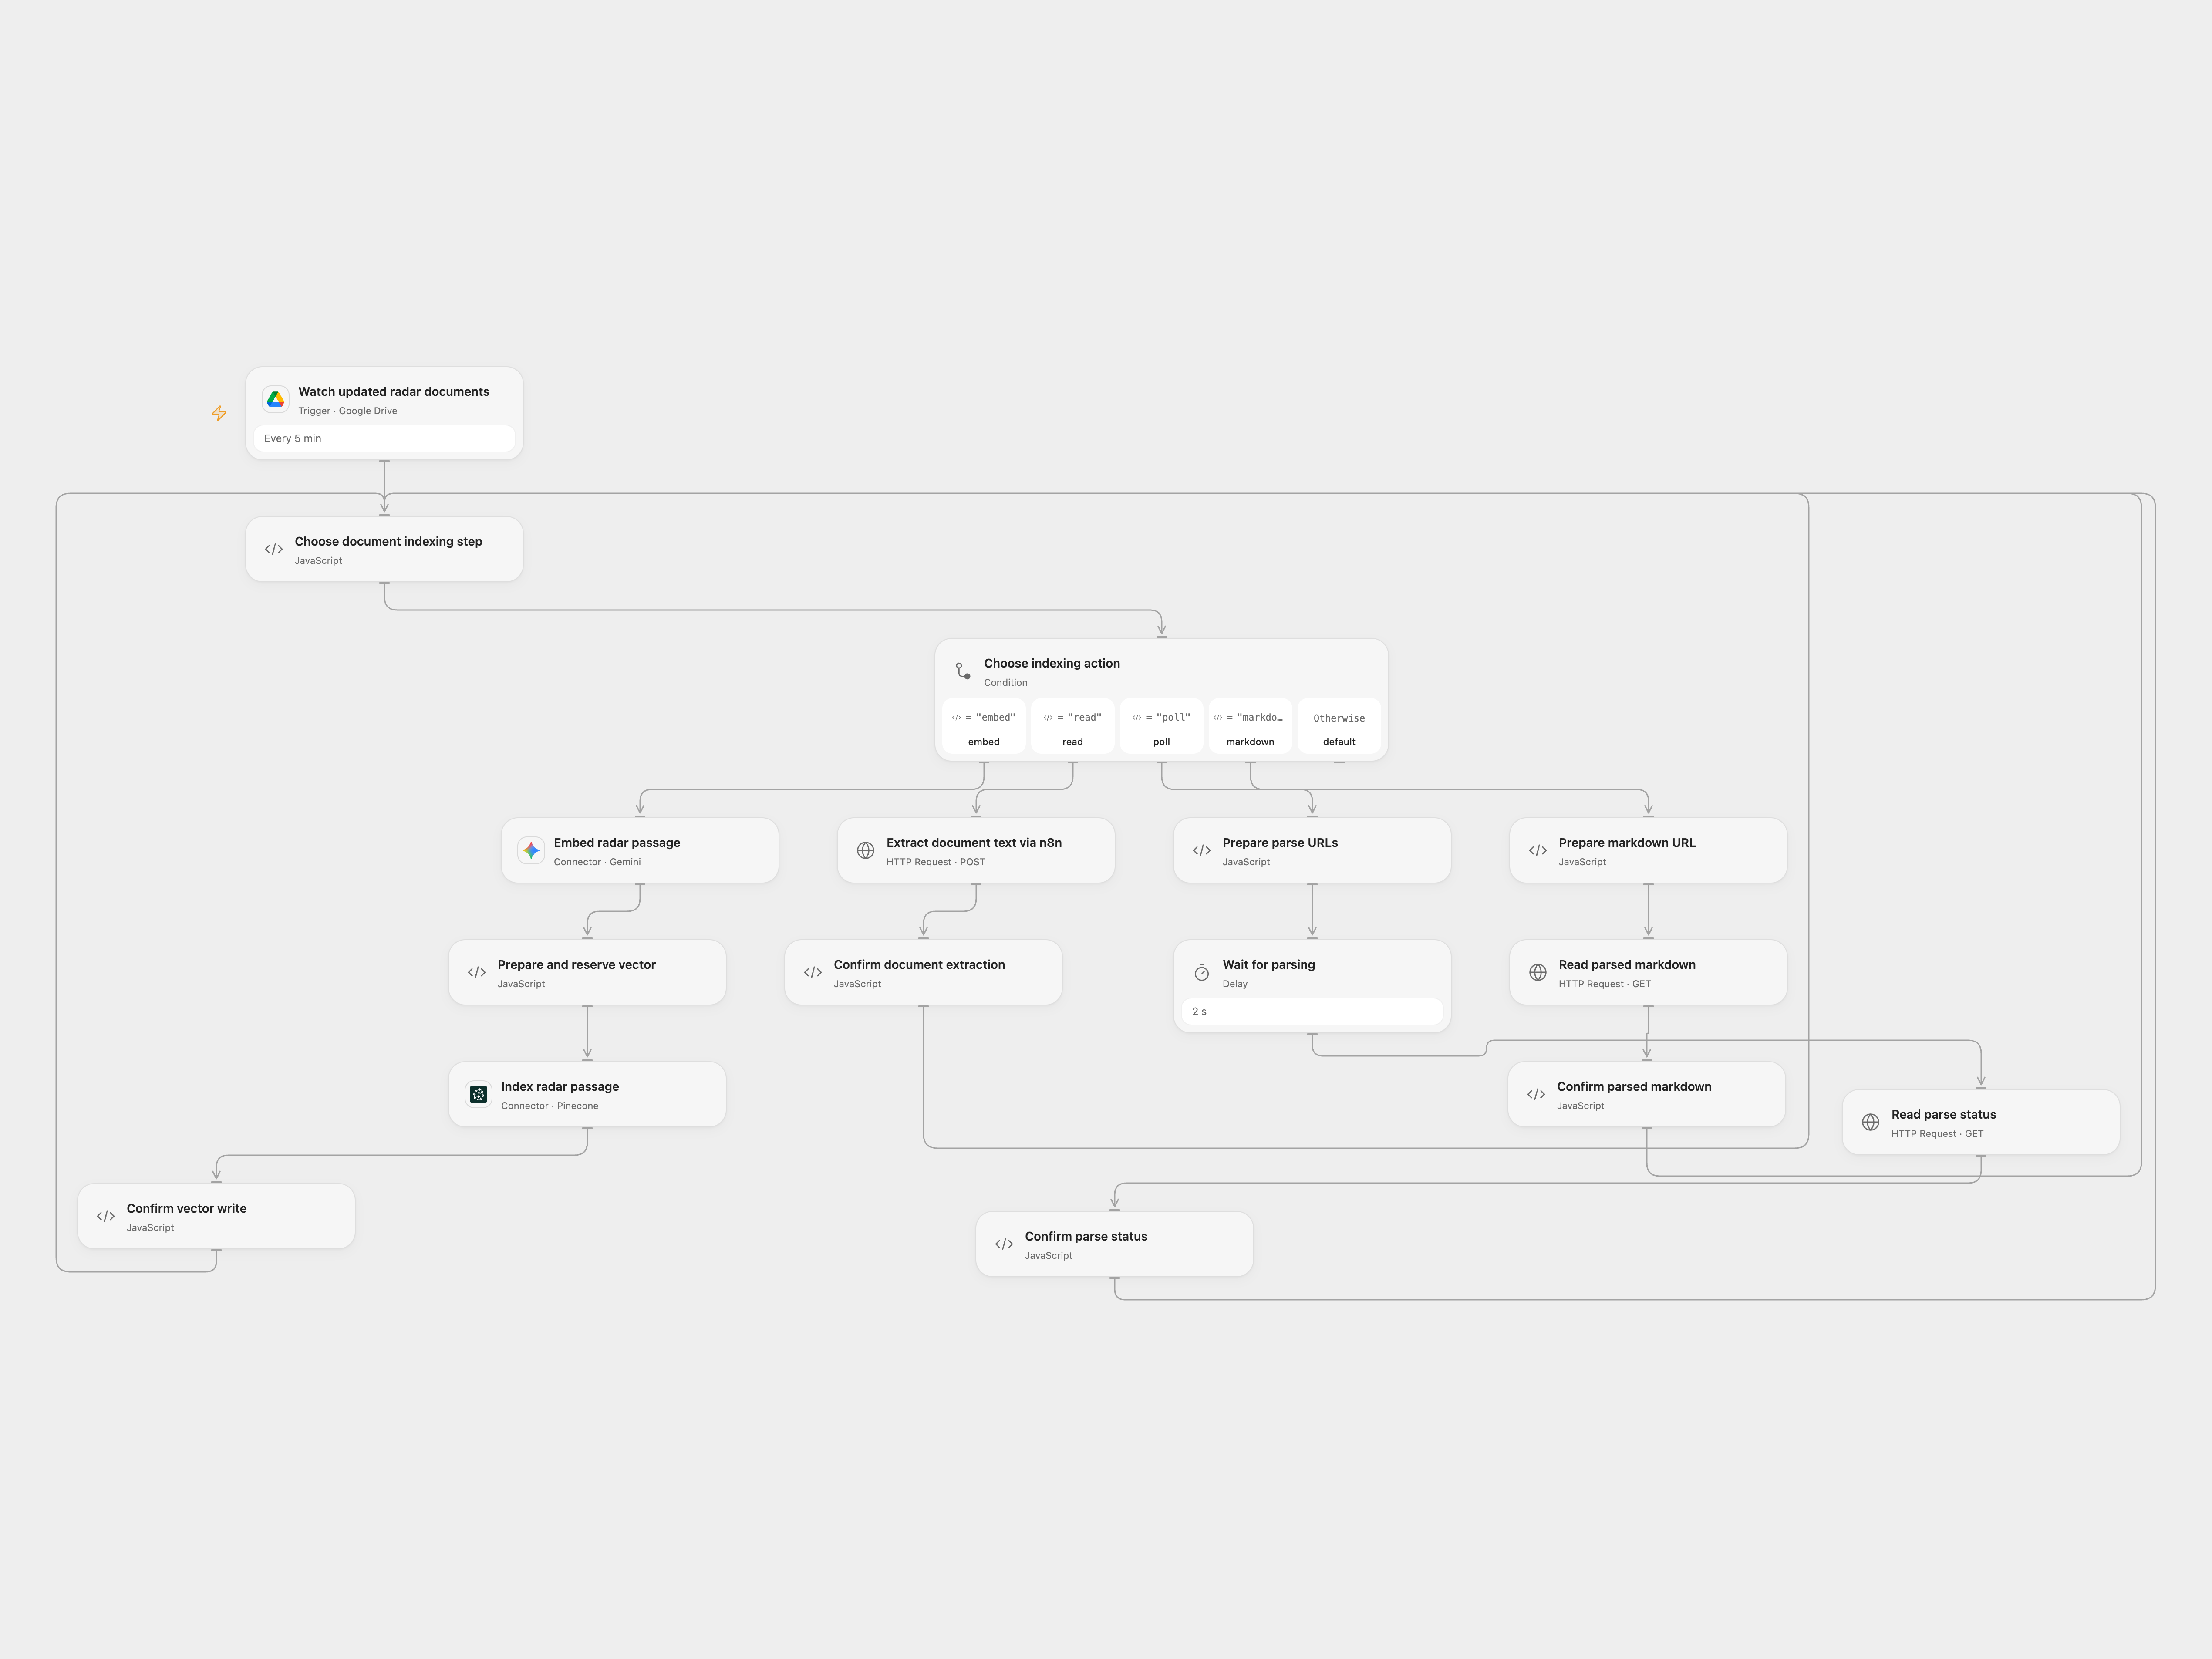 Watch updated radar documents
Trigger · Google Drive
Every 5 min
Choose document indexing step
JavaScript
Choose indexing action
Condition
</> = "embed"
embed
</> = "read"
read
</> = "poll"
poll
</> = "markdo…
markdown
Otherwise
default
Embed radar passage
Connector · Gemini
Extract document text via n8n
HTTP Request · POST
Prepare parse URLs
JavaScript
Prepare markdown URL
JavaScript
Prepare and reserve vector
JavaScript
Confirm document extraction
JavaScript
Wait for parsing
Delay
2 s
Read parsed markdown
HTTP Request · GET
Index radar passage
Connector · Pinecone
Confirm parsed markdown
JavaScript
Read parse status
HTTP Request · GET
Confirm vector write
JavaScript
Confirm parse status
JavaScript